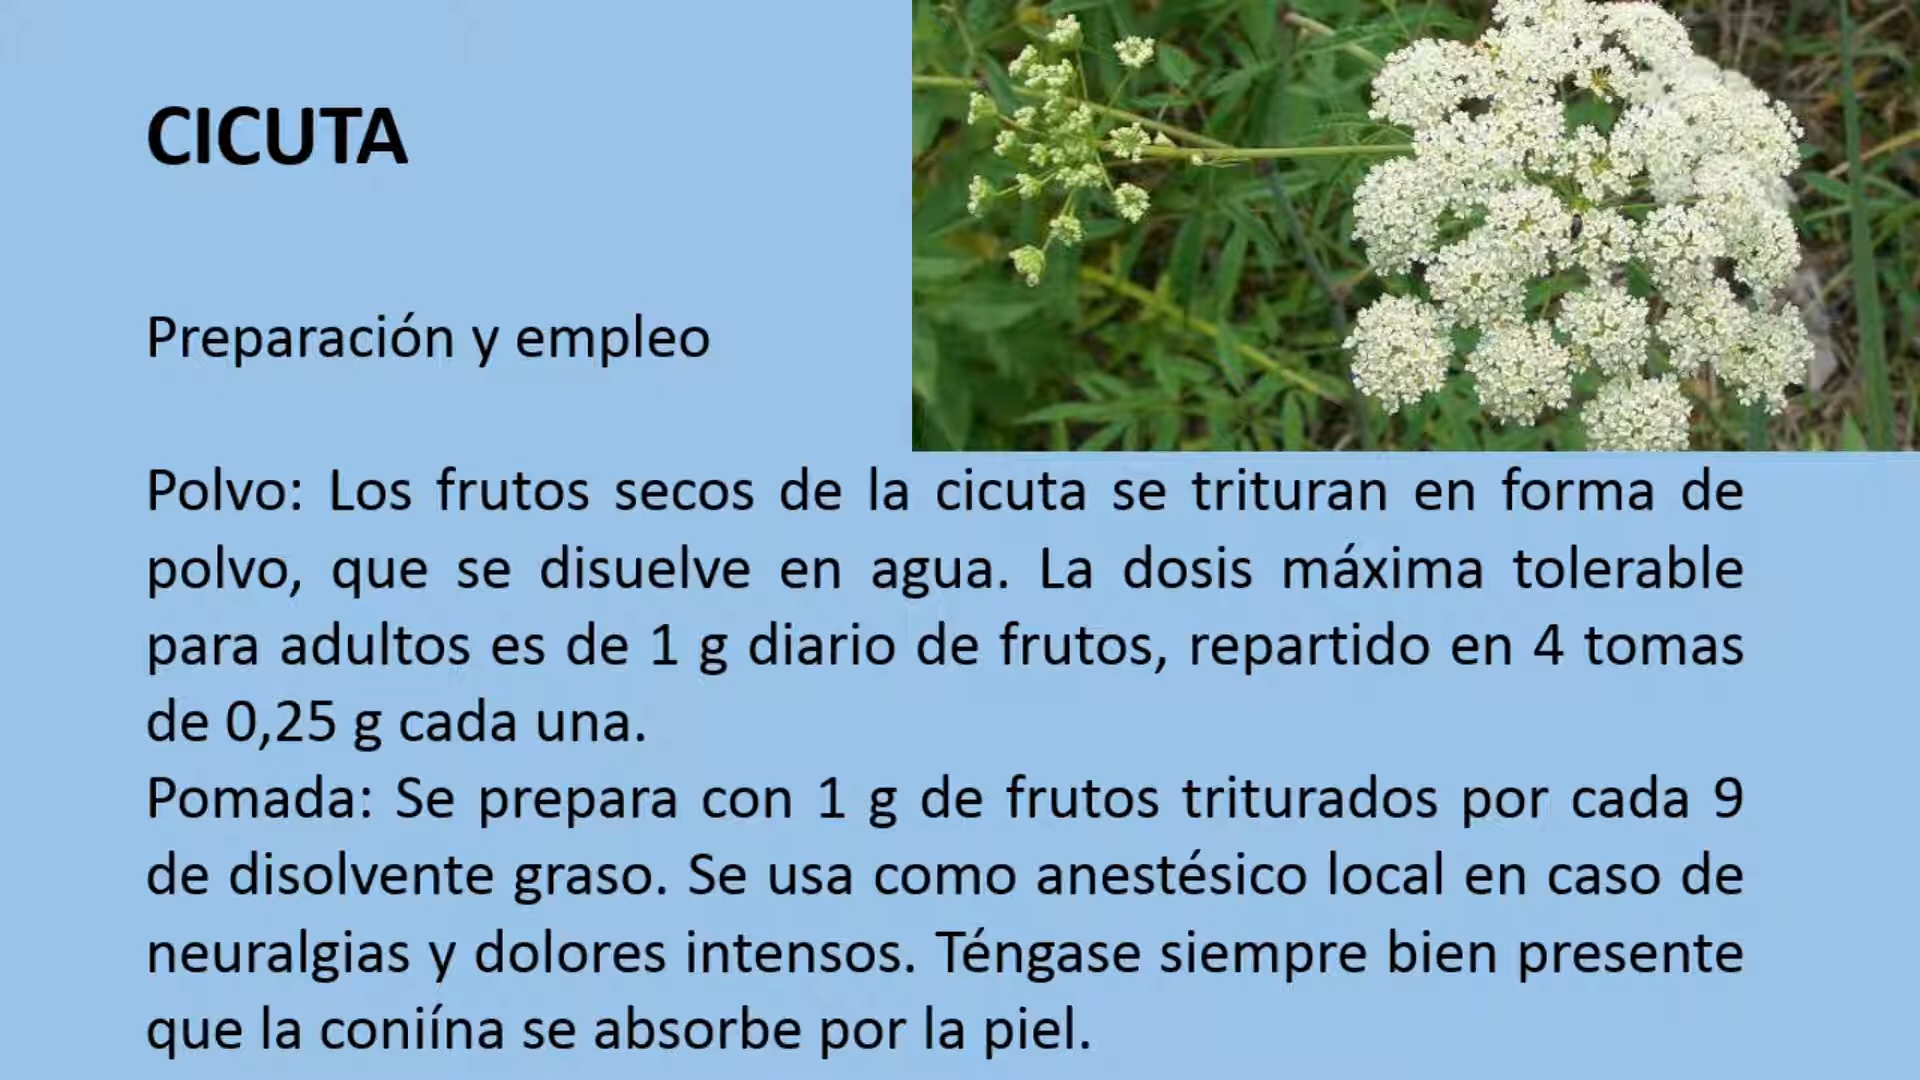 CICUTA
Preparación y empleo
Polvo: Los frutos secos de la cicuta se trituran en forma de
polvo, que se disuelve en agua. La dosis máxima tolerable
para adultos es de 1 g diario de frutos, repartido en 4 tomas
de 0,25 g cada una.
Pomada: Se prepara con 1 g de frutos triturados por cada 9
de disolvente graso. Se usa como anestésico local en caso de
neuralgias y dolores intensos. Téngase siempre bien presente
que la coniína se absorbe por la piel.